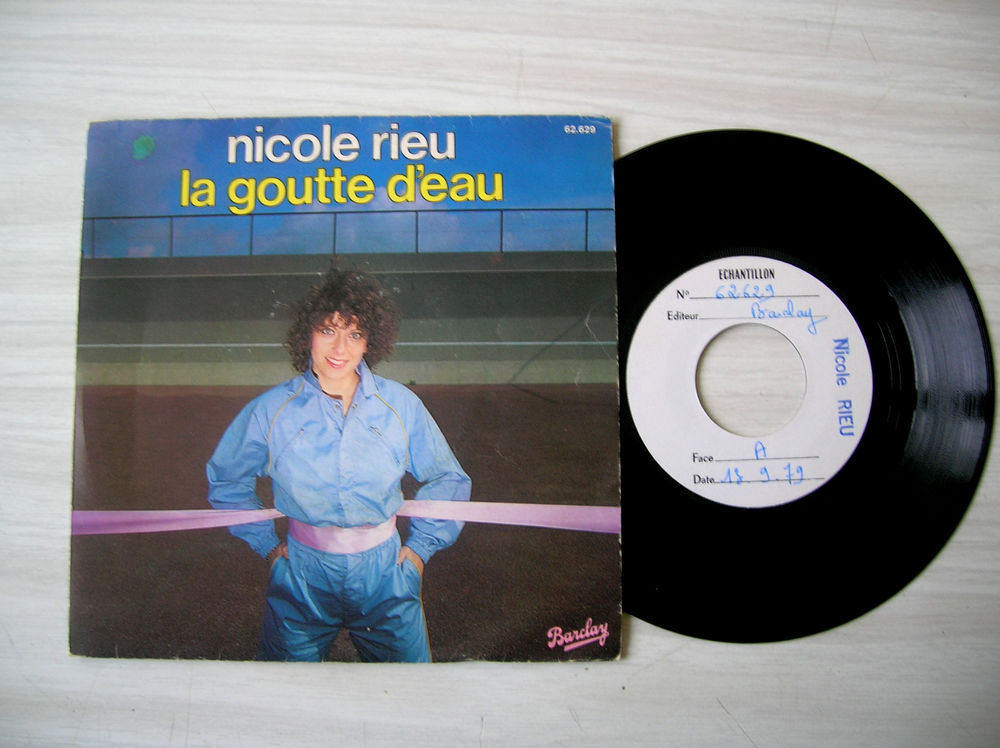 62.629
nicole rieu
la goutte d'eau
Barclay
ECHANTILLON
Nº 62629
Editeur Barclay
Nicole RIEU
Face A
Date 18 9.79